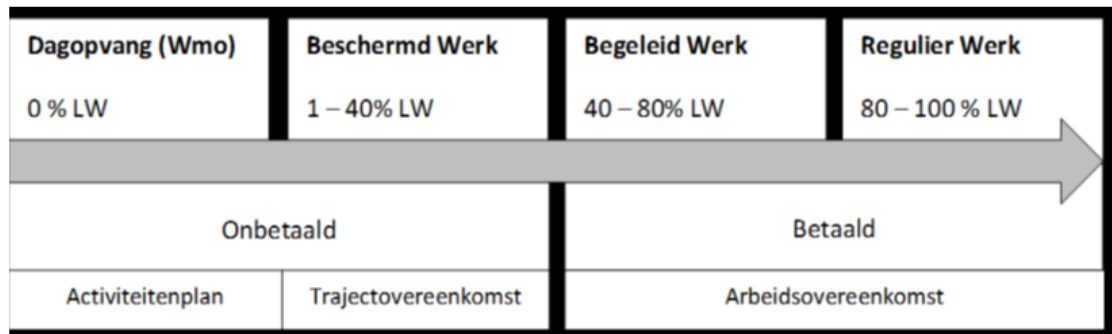 Dagopvang (Wmo)
0 % LW
Beschermd Werk
1 – 40% LW
Begeleid Werk
40 – 80% LW
Regulier Werk
80 – 100 % LW
Onbetaald
Betaald
Activiteitenplan
Trajectovereenkomst
Arbeidsovereenkomst